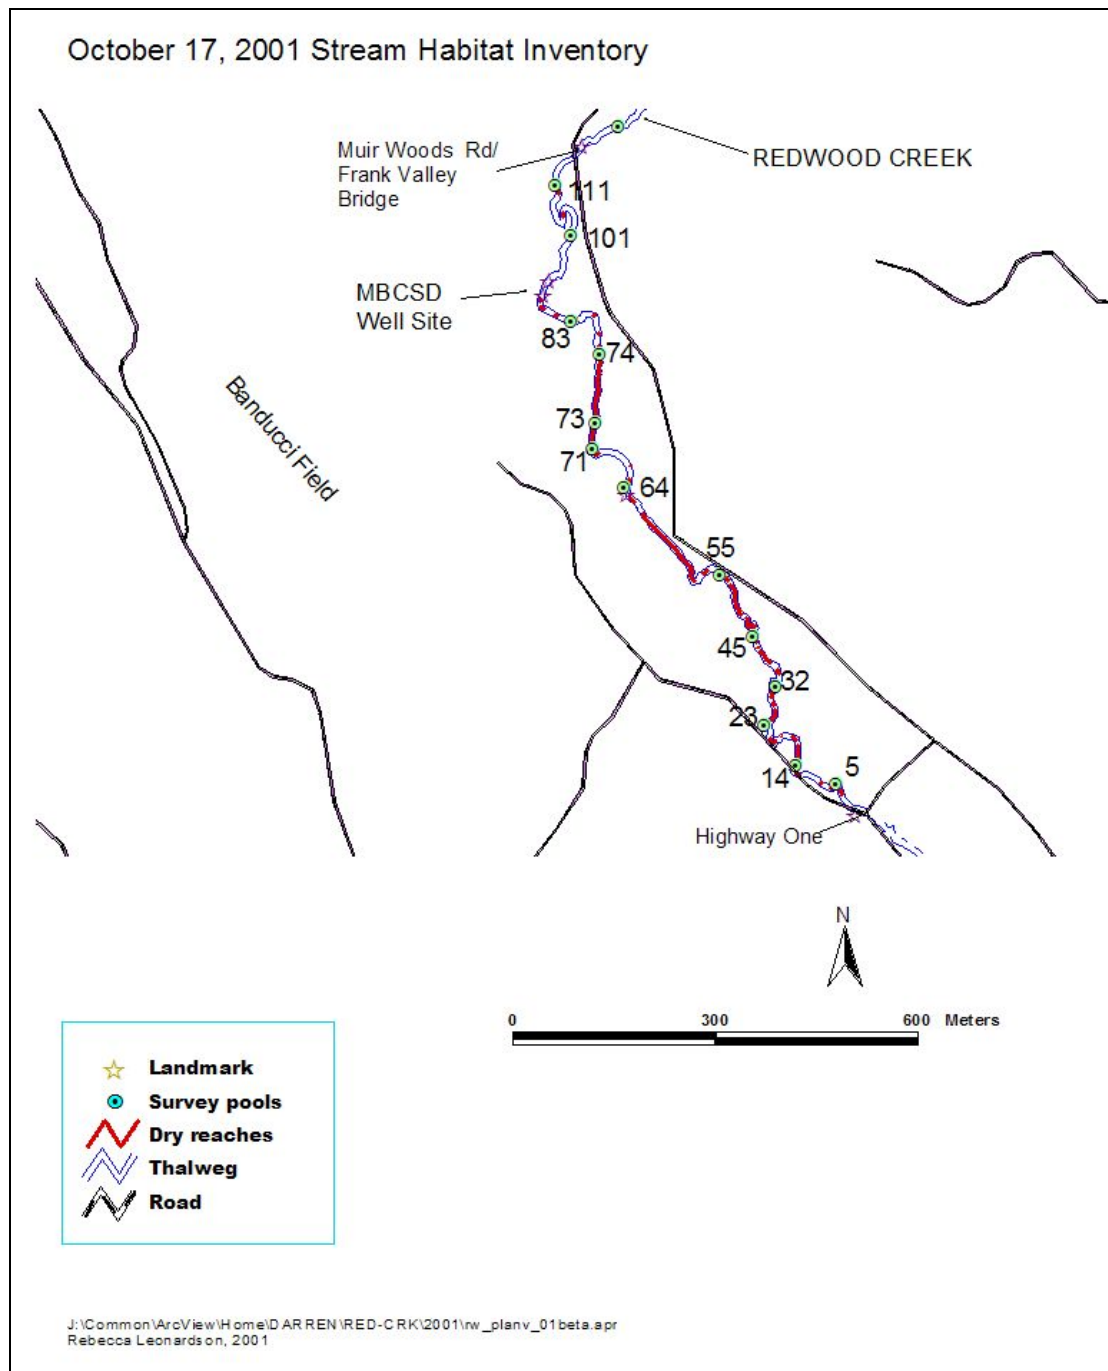 October 17, 2001 Stream Habitat Inventory
Muir Woods Rd/
Frank Valley
Bridge
REDWOOD CREEK
111
101
MBCSD
Well Site
83
74
Banducci Field
73
71
64
55
45
32
23
14
5
Highway One
N
0 300 600 Meters
Landmark
Survey pools
Dry reaches
Thalweg
Road
J:\Common\ArcView\Home\DARREN\RED-CRK\2001\rw_planv_01beta.apr
Rebecca Leonardson, 2001